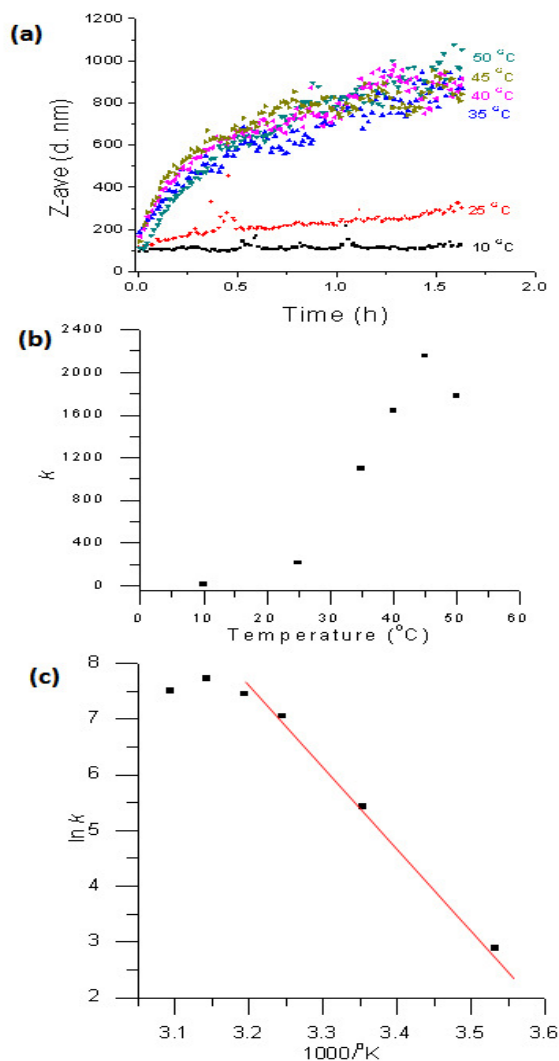 (a)
1200
1000
800
600
400
200
0
Z-ave (d. nm)
50 °C
45 °C
40 °C
35 °C
25 °C
10 °C
0.0 0.5 1.0 1.5 2.0
Time (h)
(b)
2400
2000
1600
1200
800
400
0
k
0 10 20 30 40 50 60
Temperature (°C)
(c)
8
7
6
5
4
3
2
ln k
3.1 3.2 3.3 3.4 3.5 3.6
1000/°K